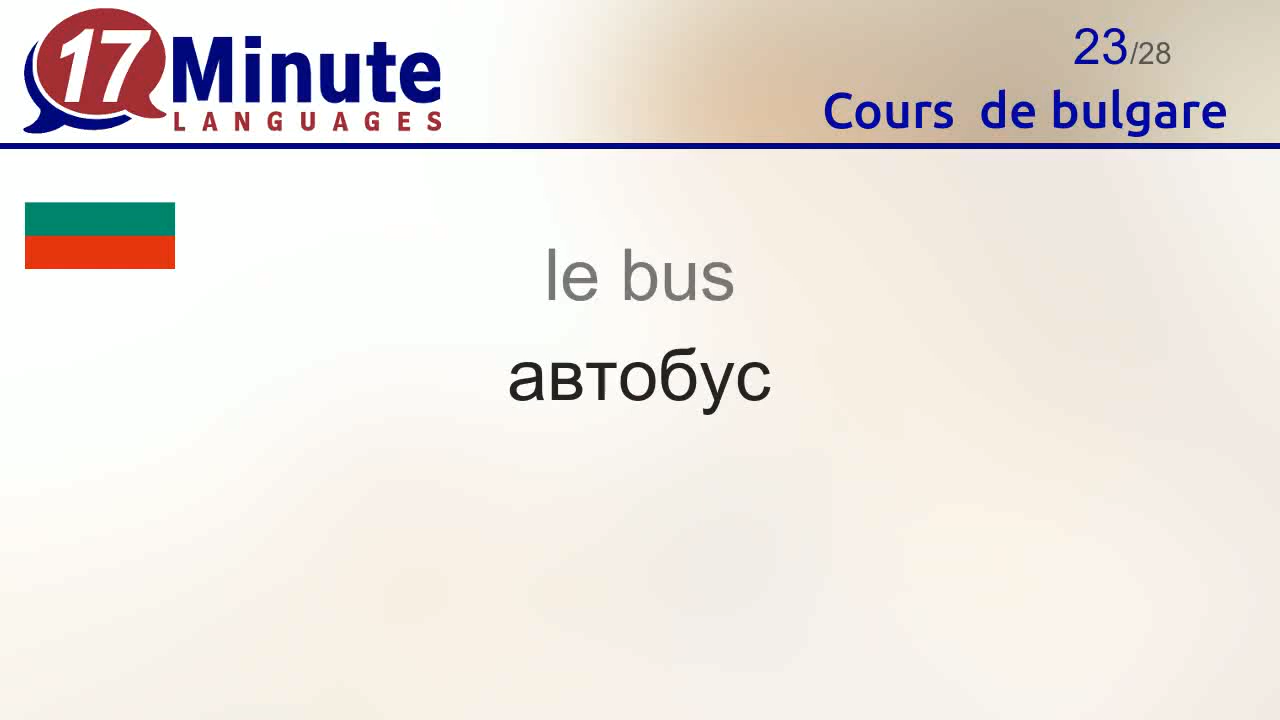 17 Minute
LANGUAGES
23/28
Cours de bulgare
le bus
автобус